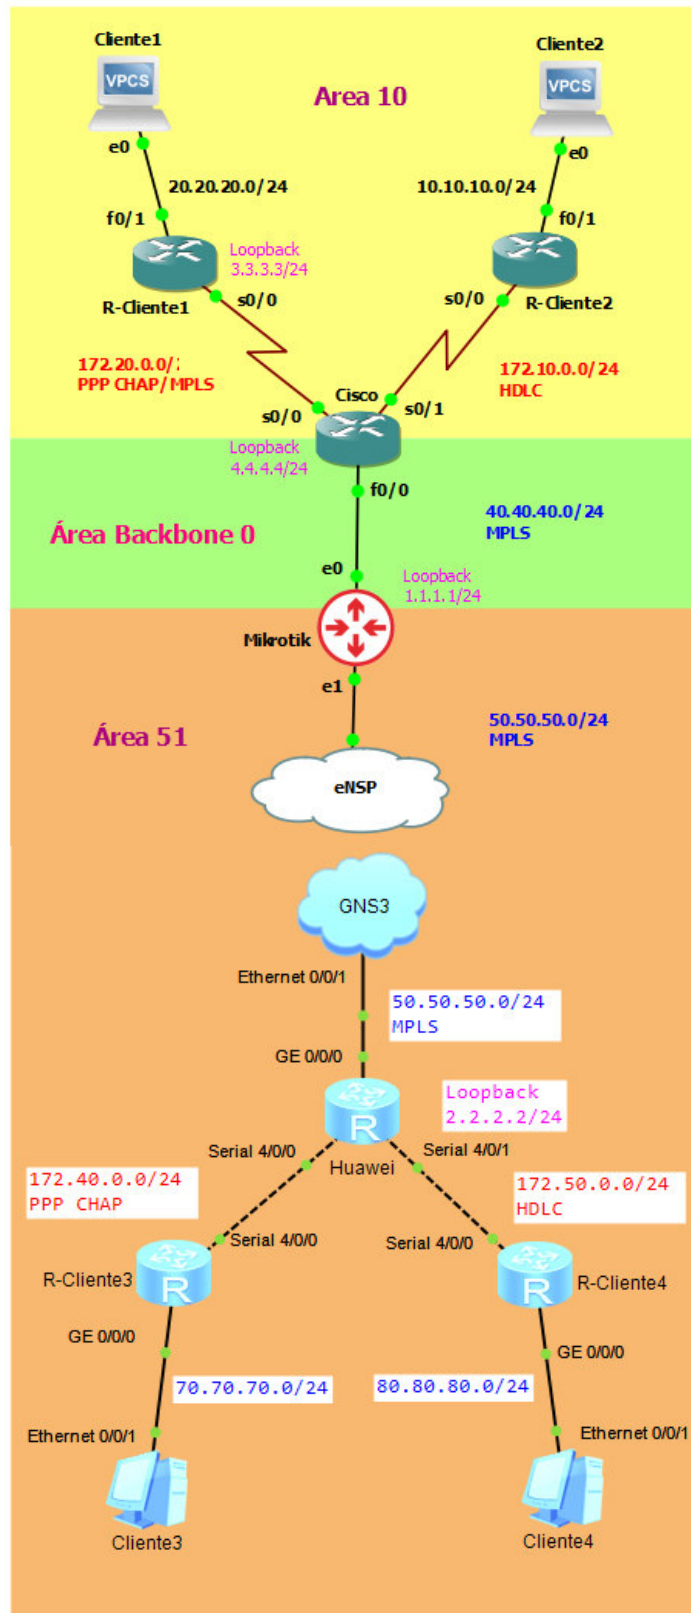 Cliente1
Cliente2
VPCS
VPCS
Area 10
e0
e0
20.20.20.0/24
10.10.10.0/24
f0/1
f0/1
Loopback
3.3.3.3/24
R-Cliente1
s0/0
s0/0
R-Cliente2
172.20.0.0/
PPP CHAP/MPLS
172.10.0.0/24
HDLC
Cisco
s0/0
s0/1
Loopback
4.4.4.4/24
f0/0
40.40.40.0/24
MPLS
Área Backbone 0
e0
Loopback
1.1.1.1/24
Mikrotik
e1
50.50.50.0/24
MPLS
Área 51
eNSP
GNS3
Ethernet 0/0/1
50.50.50.0/24
MPLS
GE 0/0/0
Loopback
2.2.2.2/24
R
Serial 4/0/0
Serial 4/0/1
Huawei
172.40.0.0/24
PPP CHAP
172.50.0.0/24
HDLC
Serial 4/0/0
Serial 4/0/0
R-Cliente3
R
R
R-Cliente4
GE 0/0/0
GE 0/0/0
70.70.70.0/24
80.80.80.0/24
Ethernet 0/0/1
Ethernet 0/0/1
Cliente3
Cliente4